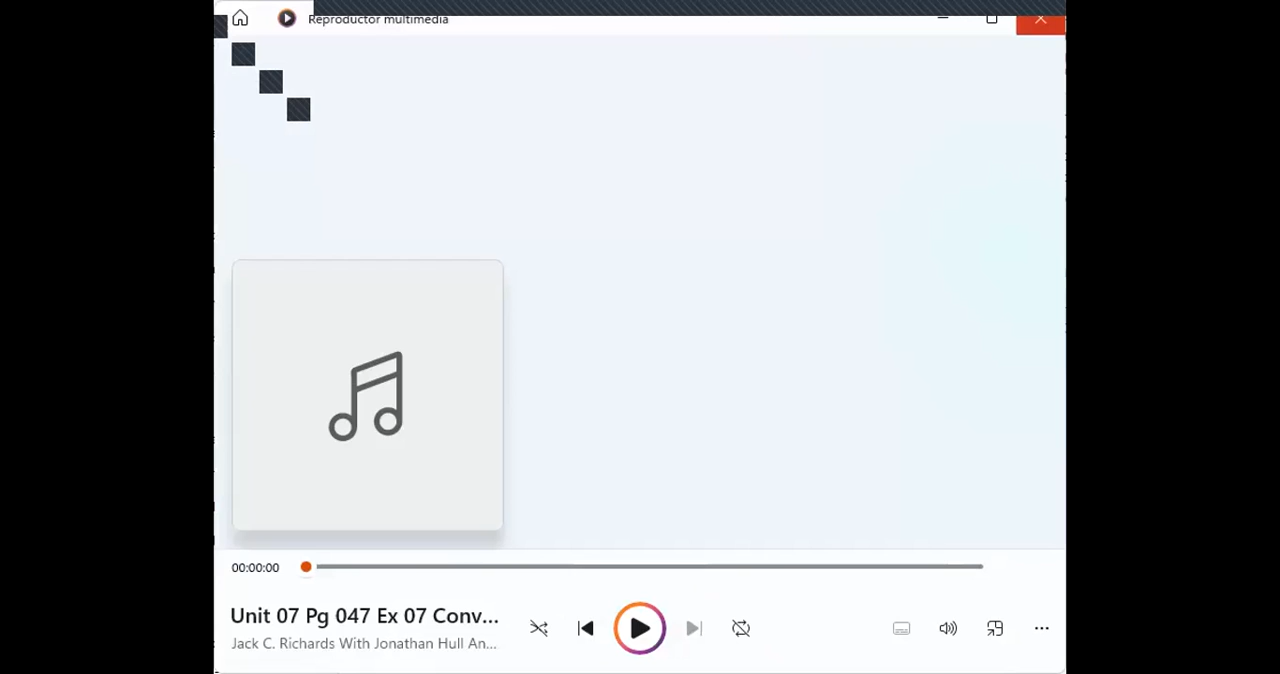 Reproductor multimedia
00:00:00
Unit 07 Pg 047 Ex 07 Conv...
Jack C. Richards With Jonathan Hull An...